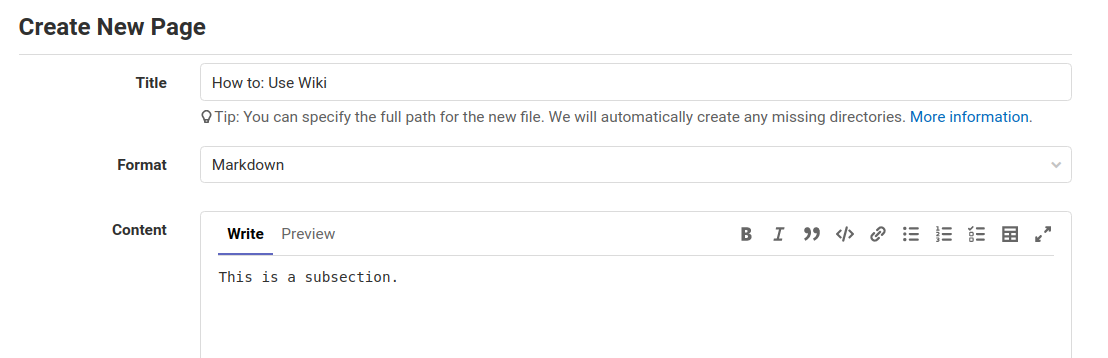 Create New Page
Title How to: Use Wiki
Tip: You can specify the full path for the new file. We will automatically create any missing directories. More information.
Format Markdown
Content Write Preview
This is a subsection.